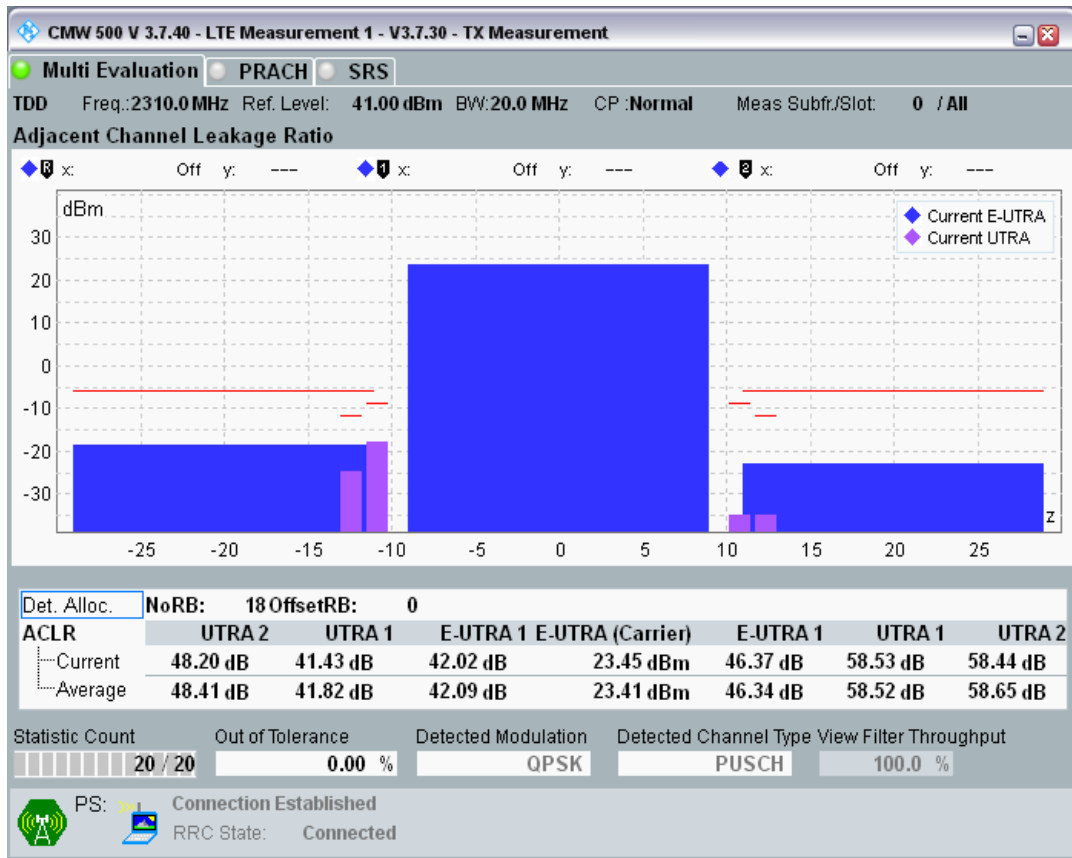 CMW 500 V 3.7.40 - LTE Measurement 1 - V3.7.30 - TX Measurement
Multi Evaluation PRACH SRS
TDD Freq.:2310.0 MHz Ref. Level: 41.00 dBm BW:20.0 MHz CP :Normal Meas Subfr./Slot: 0 / All
Adjacent Channel Leakage Ratio
R x: Off y: --- 1 x: Off y: --- 2 x: Off y: ---
dBm
Current E-UTRA
Current UTRA
30
20
10
0
-10
-20
-30
z
-25 -20 -15 -10 -5 0 5 10 15 20 25
Det. Alloc. NoRB: 18 OffsetRB: 0
ACLR UTRA 2 UTRA 1 E-UTRA 1 E-UTRA (Carrier) E-UTRA 1 UTRA 1 UTRA 2
Current 48.20 dB 41.43 dB 42.02 dB 23.45 dBm 46.37 dB 58.53 dB 58.44 dB
Average 48.41 dB 41.82 dB 42.09 dB 23.41 dBm 46.34 dB 58.52 dB 58.65 dB
Statistic Count Out of Tolerance Detected Modulation Detected Channel Type View Filter Throughput
20 / 20 0.00 % QPSK PUSCH 100.0 %
PS: Connection Established
RRC State: Connected